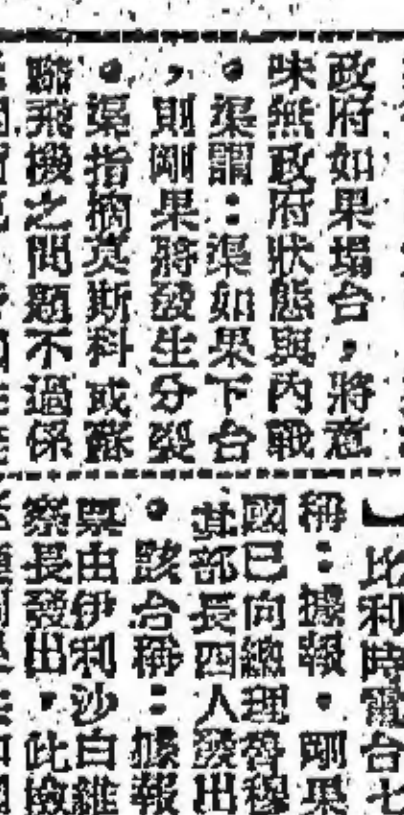 政府如果塌台，將意
味無政府狀態與內戰
。渠謂：渠如果下台
，則剛果將發生分裂
。渠指摘莫斯科或蘇
聯飛機之問題不過係
】比利時電台七
稱：據報，剛果
國已向總理魯穆
其部長四人發出
。該台稱：據報
票由伊利沙白維
察長發出，此檢